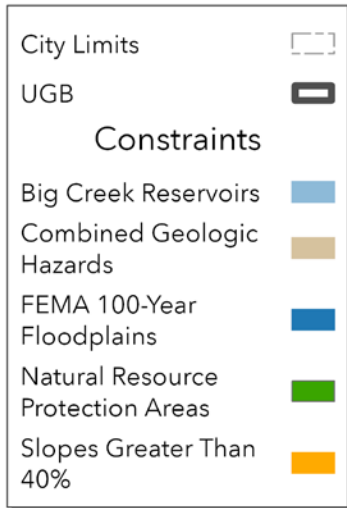 City Limits
UGB
Constraints
Big Creek Reservoirs
Combined Geologic
Hazards
FEMA 100-Year
Floodplains
Natural Resource
Protection Areas
Slopes Greater Than
40%